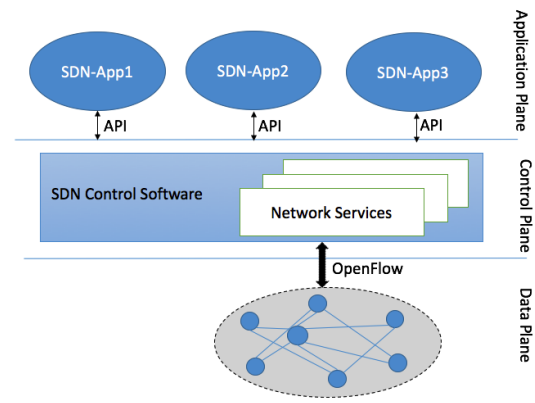 SDN-App1
SDN-App2
SDN-App3
Application Plane
API
API
API
SDN Control Software
Network Services
Control Plane
OpenFlow
Data Plane